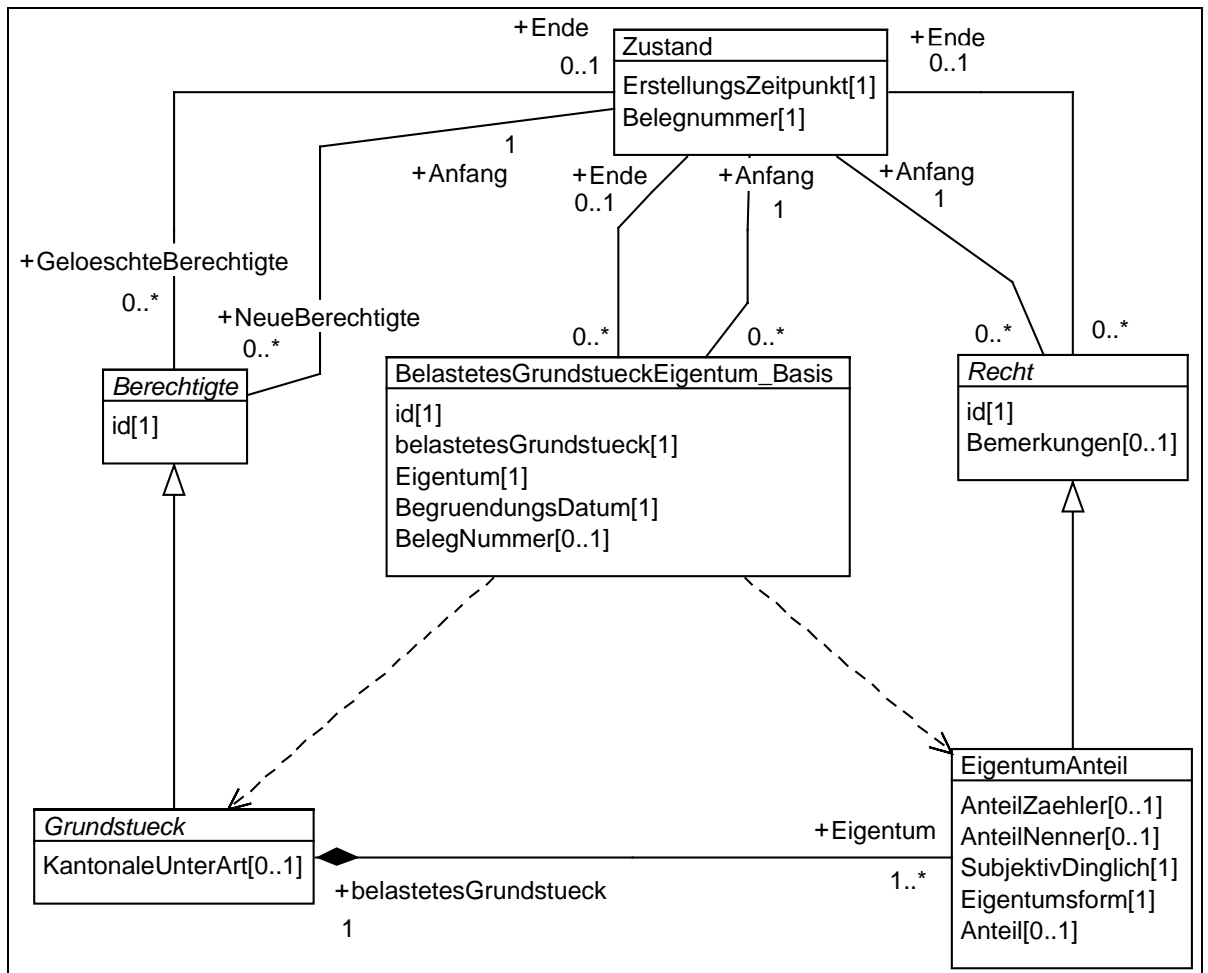 +Ende
0..1
Zustand
ErstellungsZeitpunkt[1]
Belegnummer[1]
+Ende
0..1
1
+Anfang
+Ende
0..1
+Anfang
1
+Anfang
1
+GeloeschteBerechtigte
0..*
+NeueBerechtigte
0..*
0..*
0..*
0..*
0..*
Berechtigte
id[1]
BelastetesGrundstueckEigentum_Basis
id[1]
belastetesGrundstueck[1]
Eigentum[1]
BegruendungsDatum[1]
BelegNummer[0..1]
Recht
id[1]
Bemerkungen[0..1]
Grundstueck
KantonaleUnterArt[0..1]
+belastetesGrundstueck
1
+Eigentum
1..*
EigentumAnteil
AnteilZaehler[0..1]
AnteilNenner[0..1]
SubjektivDinglich[1]
Eigentumsform[1]
Anteil[0..1]